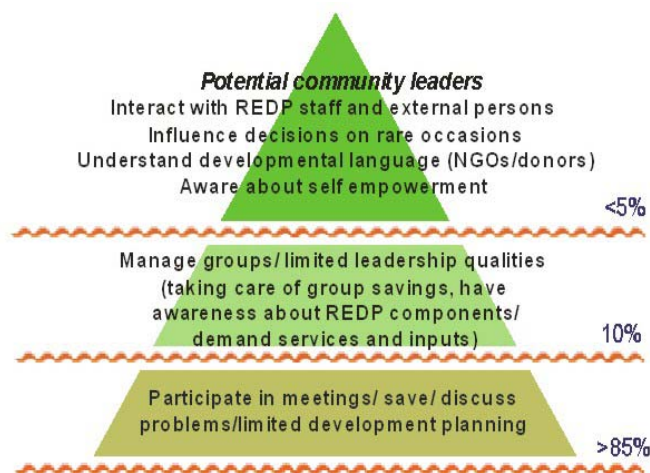 Potential community leaders
Interact with REDP staff and external persons
Influence decisions on rare occasions
Understand developmental language (NGOs/donors)
Aware about self empowerment
<5%
Manage groups/ limited leadership qualities
(taking care of group savings, have
awareness about REDP components/
demand services and inputs)
10%
Participate in meetings/ save/ discuss
problems/limited development planning
>85%